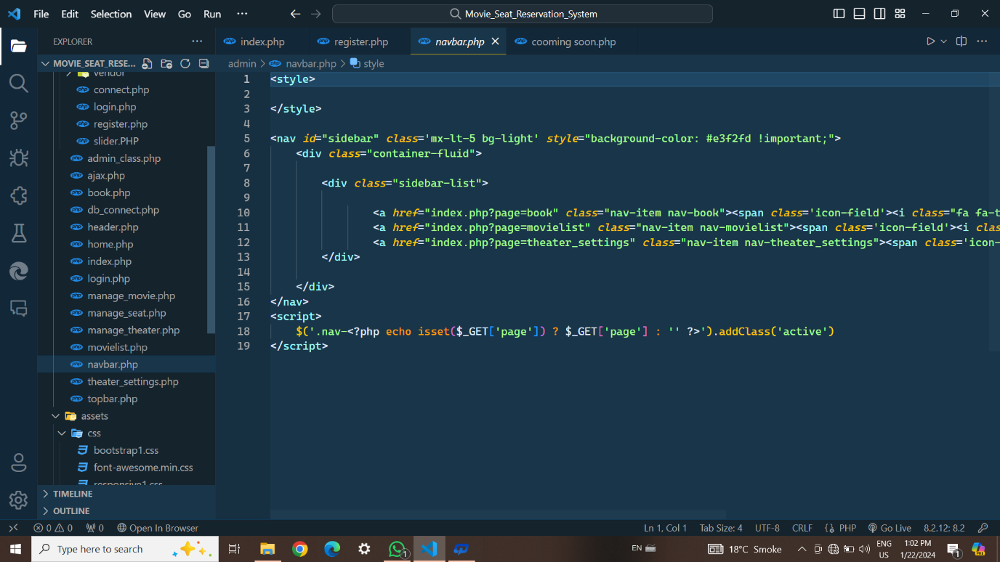 File Edit Selection View Go Run ··· Movie_Seat_Reservation_System
EXPLORER ···
index.php register.php navbar.php cooming soon.php
MOVIE_SEAT_RESE...
admin > navbar.php > style
vendor
connect.php
login.php
register.php
slider.PHP
admin_class.php
ajax.php
book.php
db_connect.php
header.php
home.php
index.php
login.php
manage_movie.php
manage_seat.php
manage_theater.php
movielist.php
navbar.php
theater_settings.php
topbar.php
assets
css
bootstrap1.css
font-awesome.min.css
responsive1.css
TIMELINE
OUTLINE
1 <style>
2
3 </style>
4
5 <nav id="sidebar" class='mx-lt-5 bg-light' style="background-color: #e3f2fd !important;">
6 <div class="container-fluid">
7
8 <div class="sidebar-list">
9
10 <a href="index.php?page=book" class="nav-item nav-book"><span class='icon-field'><i class="fa fa-t
11 <a href="index.php?page=movielist" class="nav-item nav-movielist"><span class='icon-field'><i clas
12 <a href="index.php?page=theater_settings" class="nav-item nav-theater_settings"><span class='icon-
13 </div>
14
15 </div>
16 </nav>
17 <script>
18 $('.nav-<?php echo isset($_GET['page']) ? $_GET['page'] : '' ?>').addClass('active')
19 </script>
0 0 0 Open In Browser Ln 1, Col 1 Tab Size: 4 UTF-8 CRLF PHP Go Live 8.2.12: 8.2
Type here to search 1 EN 18°C Smoke ENG US 1:02 PM 1/22/2024 1 PRE